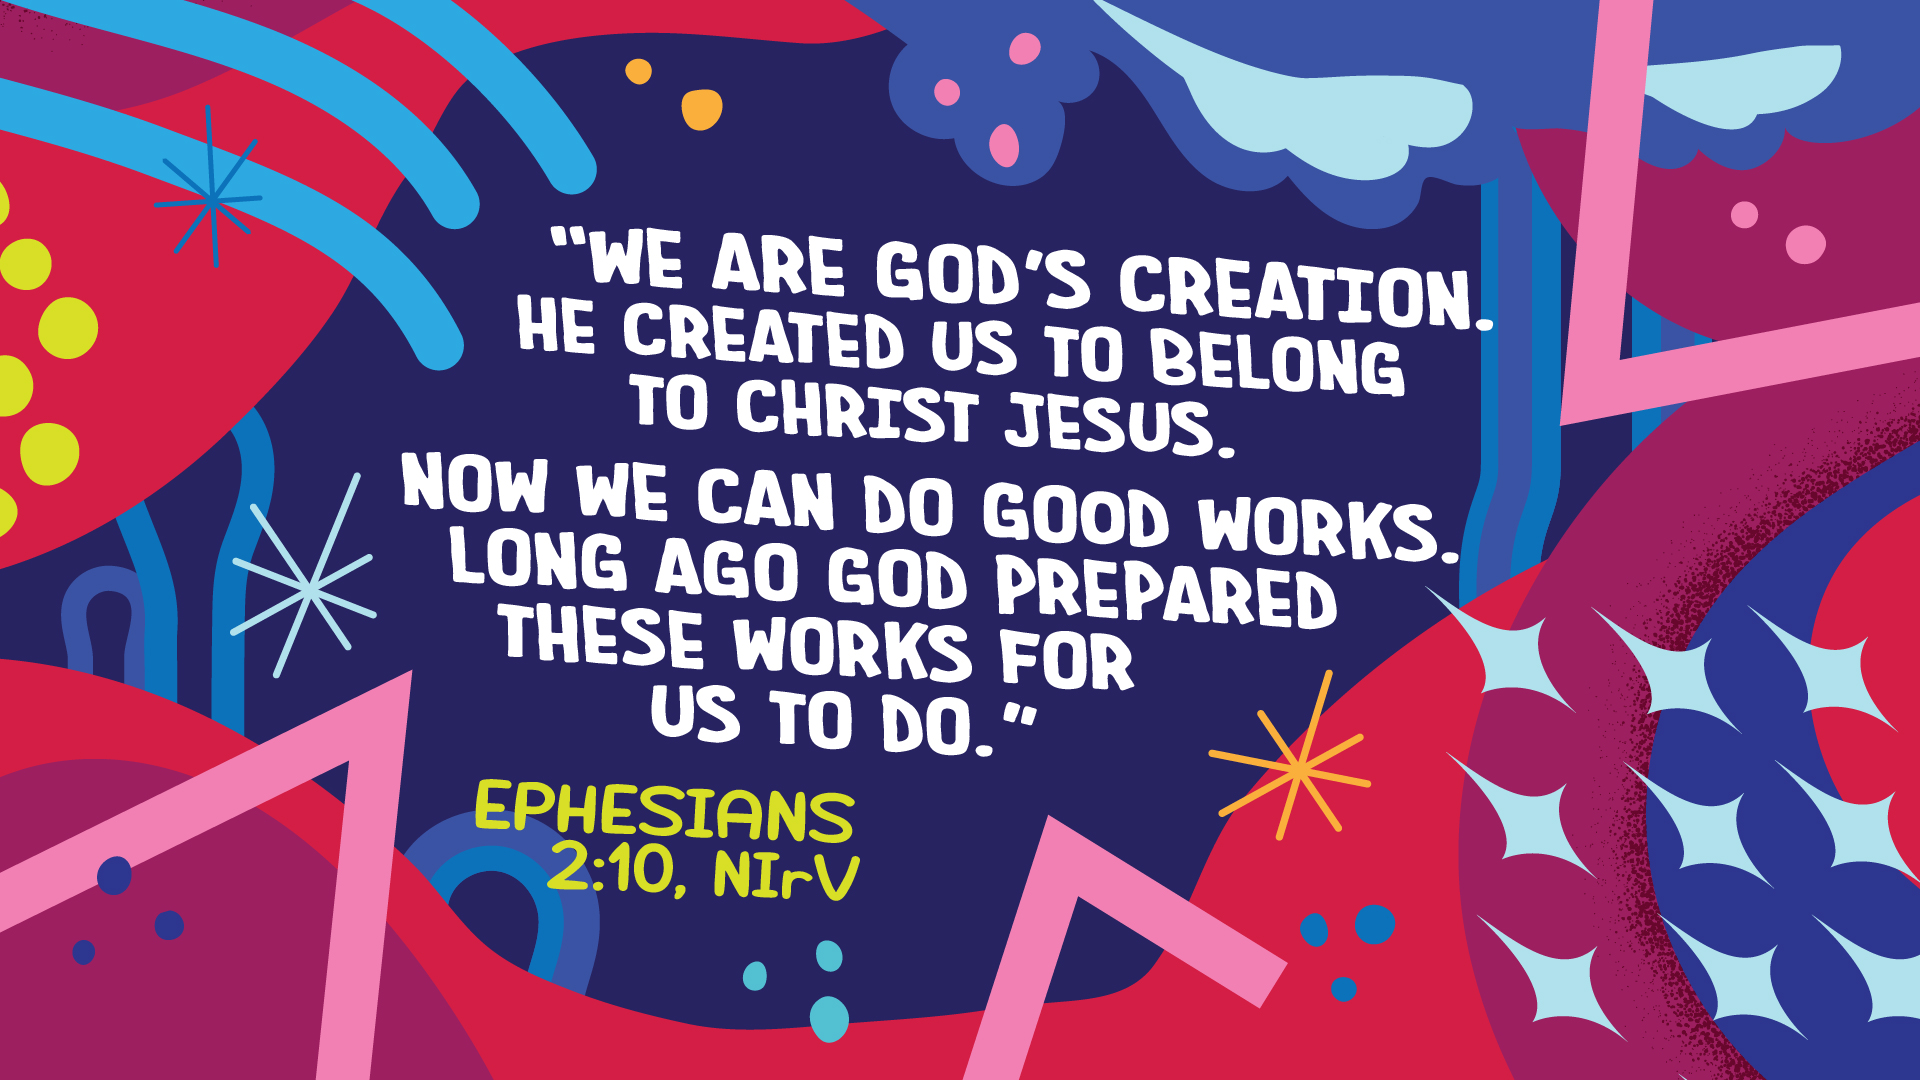 "WE ARE GOD'S CREATION.
HE CREATED US TO BELONG
TO CHRIST JESUS.
NOW WE CAN DO GOOD WORKS.
LONG AGO GOD PREPARED
THESE WORKS FOR
US TO DO."
EPHESIANS
2:10, NIrV